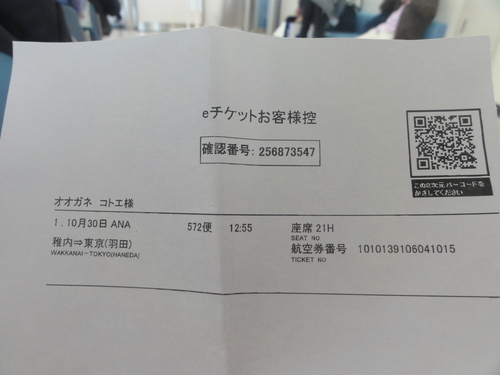 eチケットお客様控
確認番号: 256873547
この2次元バーコードを
かざしてください
オオガネ コトエ様
1. 10月30日 ANA 572便 12:55 座席 21H
SEAT NO
稚内⇒東京(羽田) 航空券番号 1010139106041015
WAKKANAI－TOKYO(HANEDA) TICKET NO